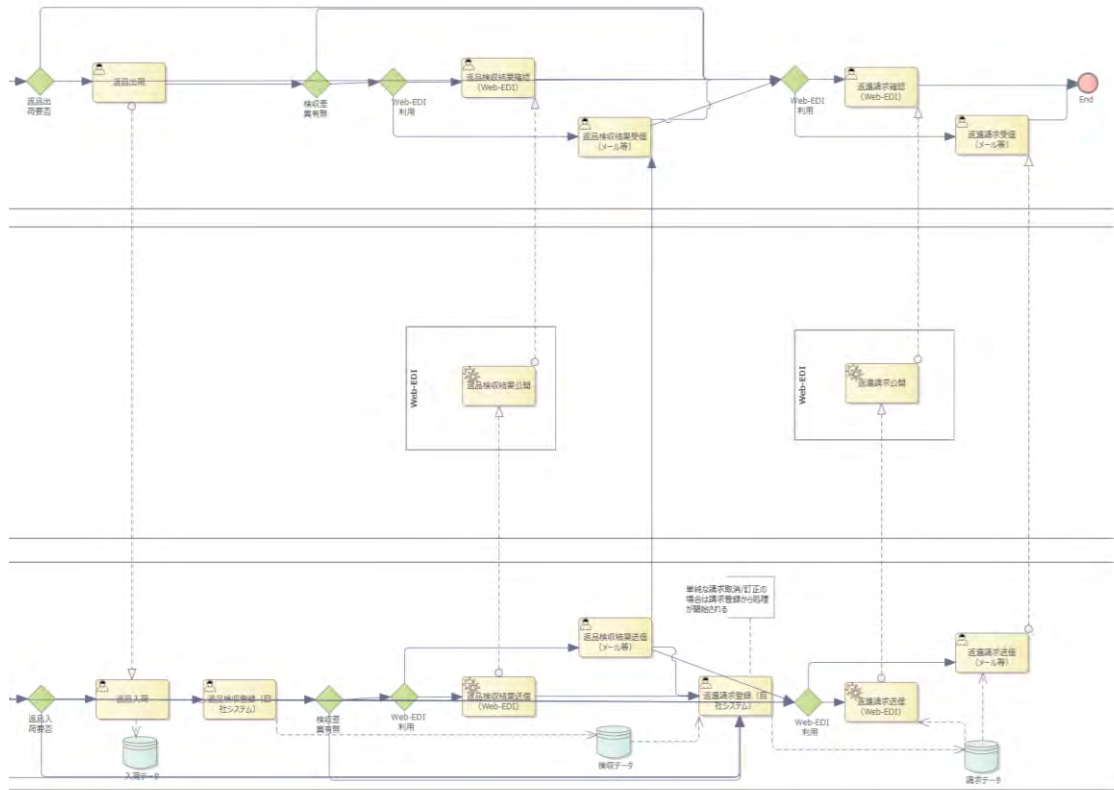 返品出
荷要否
返品出荷
検収差
異有無
Web-EDI
利用
返品検収結果確認
(Web-EDI)
返品検収結果受信
(メール等)
Web-EDI
利用
返還請求確認
(Web-EDI)
返還請求受信
(メール等)
End
Web-EDI
返品検収結果公開
Web-EDI
返還請求公開
単純な請求取消/訂正の
場合は請求登録から処理
が開始される
返品入
荷要否
返品入荷
入荷データ
返品検収登録（自
社システム）
検収差
異有無
Web-EDI
利用
返品検収結果送信
(メール等)
返品検収結果送信
(Web-EDI)
検収データ
返還請求登録（自
社システム）
Web-EDI
利用
返還請求送信
(Web-EDI)
返還請求送信
(メール等)
請求データ